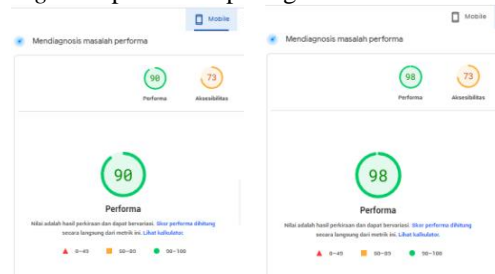 Mobile
Mendiagnosis masalah performa
90
73
Performa
Aksesibilitas
90
Performa
Nilai adalah hasil perkiraan dan dapat bervariasi. Skor performa dihitung
secara langsung dari metrik ini. Lihat kalkulator.
0–49
50–89
90–100
Mobile
Mendiagnosis masalah performa
98
73
Performa
Aksesibilitas
98
Performa
Nilai adalah hasil perkiraan dan dapat bervariasi. Skor performa dihitung
secara langsung dari metrik ini. Lihat kalkulator.
0–49
50–89
90–100